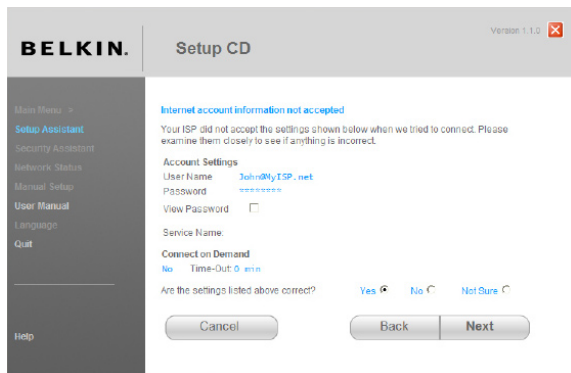 BELKIN.
Setup CD
Version 1.1.0
Main Menu >
Setup Assistant
Security Assistant
Network Status
Manual Setup
User Manual
Language
Quit
Help
Internet account information not accepted
Your ISP did not accept the settings shown below when we tried to connect. Please
examine them closely to see if anything is incorrect.
Account Settings
User Name John@MyISP.net
Password ********
View Password
Service Name:
Connect on Demand
No Time-Out: 0 min
Are the settings listed above correct? Yes No Not Sure
Cancel Back Next